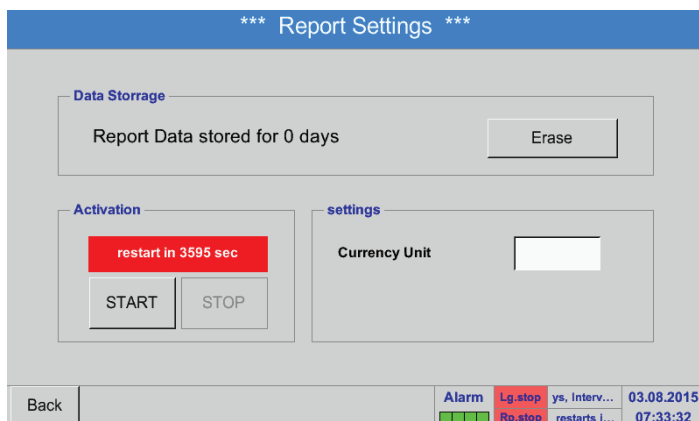 *** Report Settings ***
Data Storrage
Report Data stored for 0 days
Erase
Activation
restart in 3595 sec
START
STOP
settings
Currency Unit
Back
Alarm
Lg.stop
ys, Interv...
03.08.2015
Rp.stop
restarts i...
07:33:32